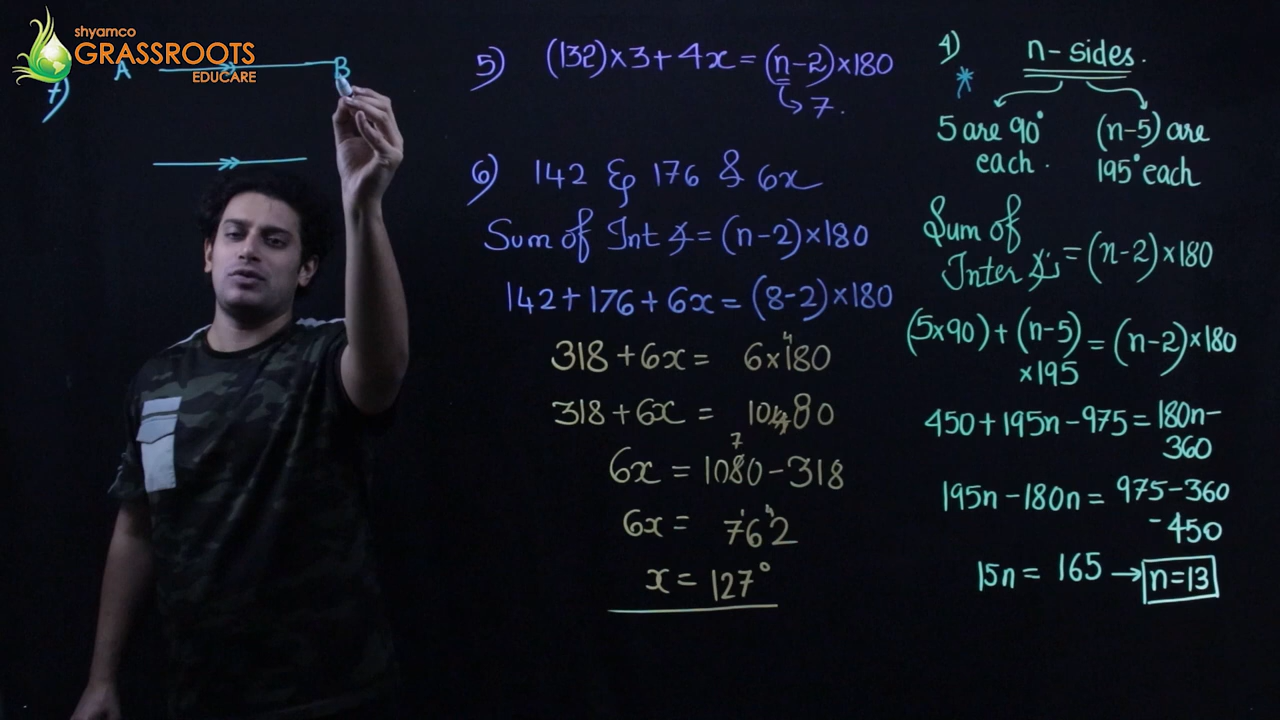 shyamco
GRASSROOTS
EDUCARE
7)
A B
5) (132)×3+4x=(n-2)×180
7.
6) 142 & 176 & 6x
Sum of Int ∡=(n-2)×180
142+176+6x=(8-2)×180
318+6x= 6×180
4
318+6x = 1080
6x=1080-318
7
6x= 762
x=127°
4) n-sides.
*
5 are 90°
each.
(n-5) are
195° each
Sum of
Inter ∡s=(n-2)×180
(5×90)+(n-5)=(n-2)×180
×195
450+195n-975=180n-
360
195n-180n=975-360
-450
15n= 165 → n=13